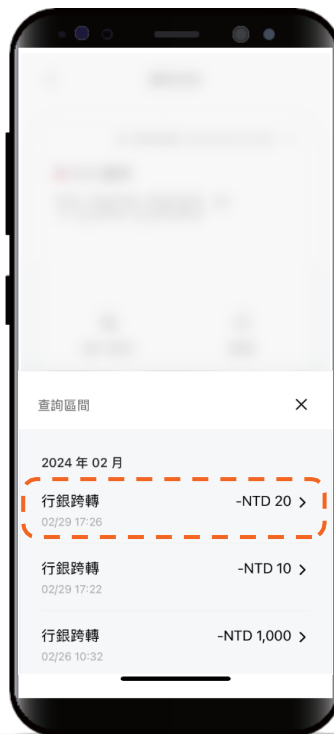 查詢區間
2024 年 02 月
行銀跨轉 -NTD 20
02/29 17:26
行銀跨轉 -NTD 10
02/29 17:22
行銀跨轉 -NTD 1,000
02/26 10:32